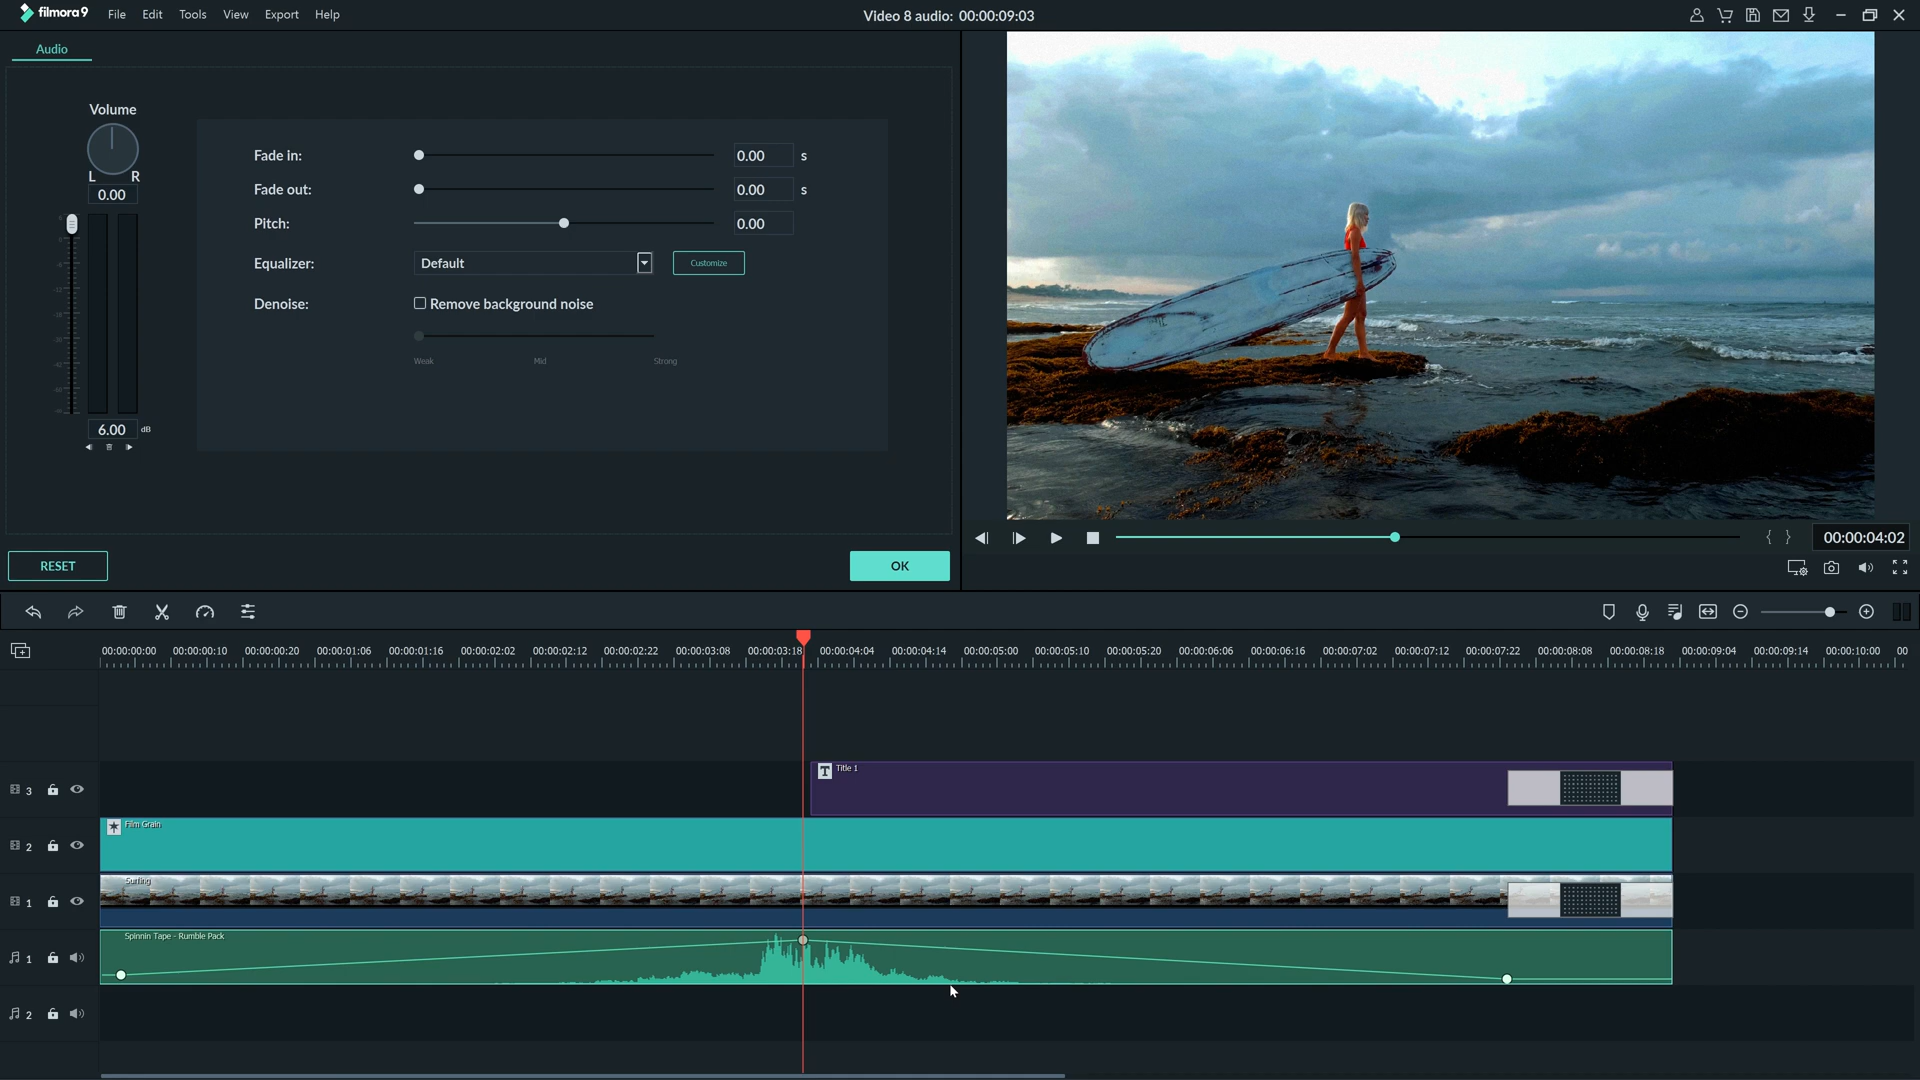 filmora9 File Edit Tools View Export Help Video 8 audio: 00:00:09:03
Audio
Volume
L R
0.00
6.00 dB
Fade in: 0.00 s
Fade out: 0.00 s
Pitch: 0.00
Equalizer: Default Customize
Denoise: Remove background noise
Weak Mid Strong
RESET OK
{ } 00:00:04:02
00:00:00:00 00:00:00:10 00:00:00:20 00:00:01:06 00:00:01:16 00:00:02:02 00:00:02:12 00:00:02:22 00:00:03:08 00:00:03:18 00:00:04:04 00:00:04:14 00:00:05:00 00:00:05:10 00:00:05:20 00:00:06:06 00:00:06:16 00:00:07:02 00:00:07:12 00:00:07:22 00:00:08:08 00:00:08:18 00:00:09:04 00:00:09:14 00:00:10:00 00
3 T Title 1
2 Film Grain
1 Surfing
1 Spinnin Tape - Rumble Pack
2